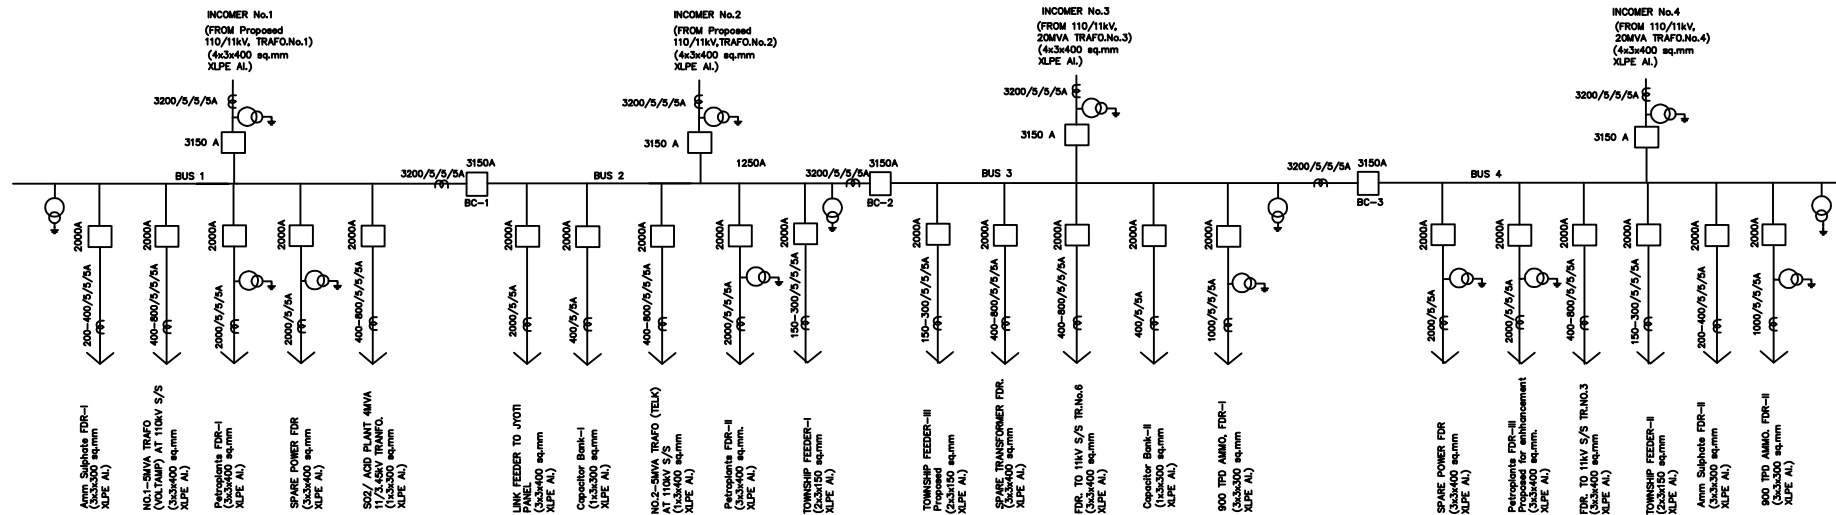 INCOMER No.1
(FROM Proposed
110/11kV, TRAFO.No.1)
(4x3x400 sq.mm
XLPE Al.)
3200/5/5/5A
3150 A
INCOMER No.2
(FROM Proposed
110/11kV,TRAFO.No.2)
(4x3x400 sq.mm
XLPE Al.)
3200/5/5/5A
3150 A
INCOMER No.3
(FROM 110/11kV,
20MVA TRAFO.No.3)
(4x3x400 sq.mm
XLPE Al.)
3200/5/5/5A
3150 A
INCOMER No.4
(FROM 110/11kV,
20MVA TRAFO.No.4)
(4x3x400 sq.mm
XLPE Al.)
3200/5/5/5A
3150 A
BUS 1
3200/5/5/5A
3150A
BC-1
BUS 2
1250A
3200/5/5/5A
3150A
BC-2
BUS 3
3200/5/5/5A
3150A
BC-3
BUS 4
2000A
200-400/5/5/5A
Amm Sulphate FDR-I
(3x3x300 sq.mm
XLPE Al.)
2000A
400-800/5/5/5A
NO.1-5MVA TRAFO
(VOLTAMP) AT 110kV S/S
(3x3x400 sq.mm
XLPE Al.)
2000A
2000/5/5/5A
Petroplants FDR-I
(3x3x400 sq.mm
XLPE Al.)
2000A
2000/5/5/5A
SPARE POWER FDR
(3x3x400 sq.mm
XLPE Al.)
2000A
400-800/5/5/5A
SO2/ ACID PLANT 4MVA
11/3.45kV TRANFO.
(1x3x300 sq.mm
XLPE Al.)
2000A
2000/5/5/5A
LINK FEEDER TO JYOTI
PANEL
(3x3x400 sq.mm
XLPE Al.)
2000A
400/5/5A
Capacitor Bank-I
(1x3x300 sq.mm
XLPE Al.)
2000A
400-800/5/5/5A
NO.2-5MVA TRAFO (TELK)
AT 110kV S/S
(1x3x400 sq.mm
XLPE Al.)
2000A
2000/5/5/5A
Petroplants FDR-II
(3x3x400 sq.mm.
XLPE Al.)
2000A
150-300/5/5/5A
TOWNSHIP FEEDER-I
(2x3x150 sq.mm
XLPE Al.)
2000A
150-300/5/5/5A
TOWNSHIP FEEDER-III
Proposed
(2x3x150 sq.mm
XLPE Al.)
2000A
400-800/5/5/5A
SPARE TRANSFORMER FDR.
(3x3x400 sq.mm
XLPE Al.)
2000A
400-800/5/5/5A
FDR. TO 11kV S/S TR.No.6
(3x3x400 sq.mm.
XLPE Al.)
2000A
400/5/5A
Capacitor Bank-II
(1x3x300 sq.mm
XLPE Al.)
2000A
1000/5/5/5A
900 TPD AMMO. FDR-I
(3x3x300 sq.mm
XLPE Al.)
2000A
2000/5/5/5A
SPARE POWER FDR
(3x3x400 sq.mm
XLPE Al.)
2000A
2000/5/5/5A
Petroplants FDR-III
Proposed for enhhancement
(3x3x400 sq.mm.
XLPE Al.)
2000A
400-800/5/5/5A
FDR. TO 11kV S/S TR.NO.3
(3x3x400 sq.mm
XLPE Al.)
2000A
150-300/5/5/5A
TOWNSHIP FEEDER-II
(2x3x150 sq.mm
XLPE Al.)
2000A
200-400/5/5/5A
Amm Sulphate FDR-II
(3x3x300 sq.mm
XLPE Al.)
2000A
1000/5/5/5A
900 TPD AMMO. FDR-II
(3x3x300 sq.mm
XLPE Al.)